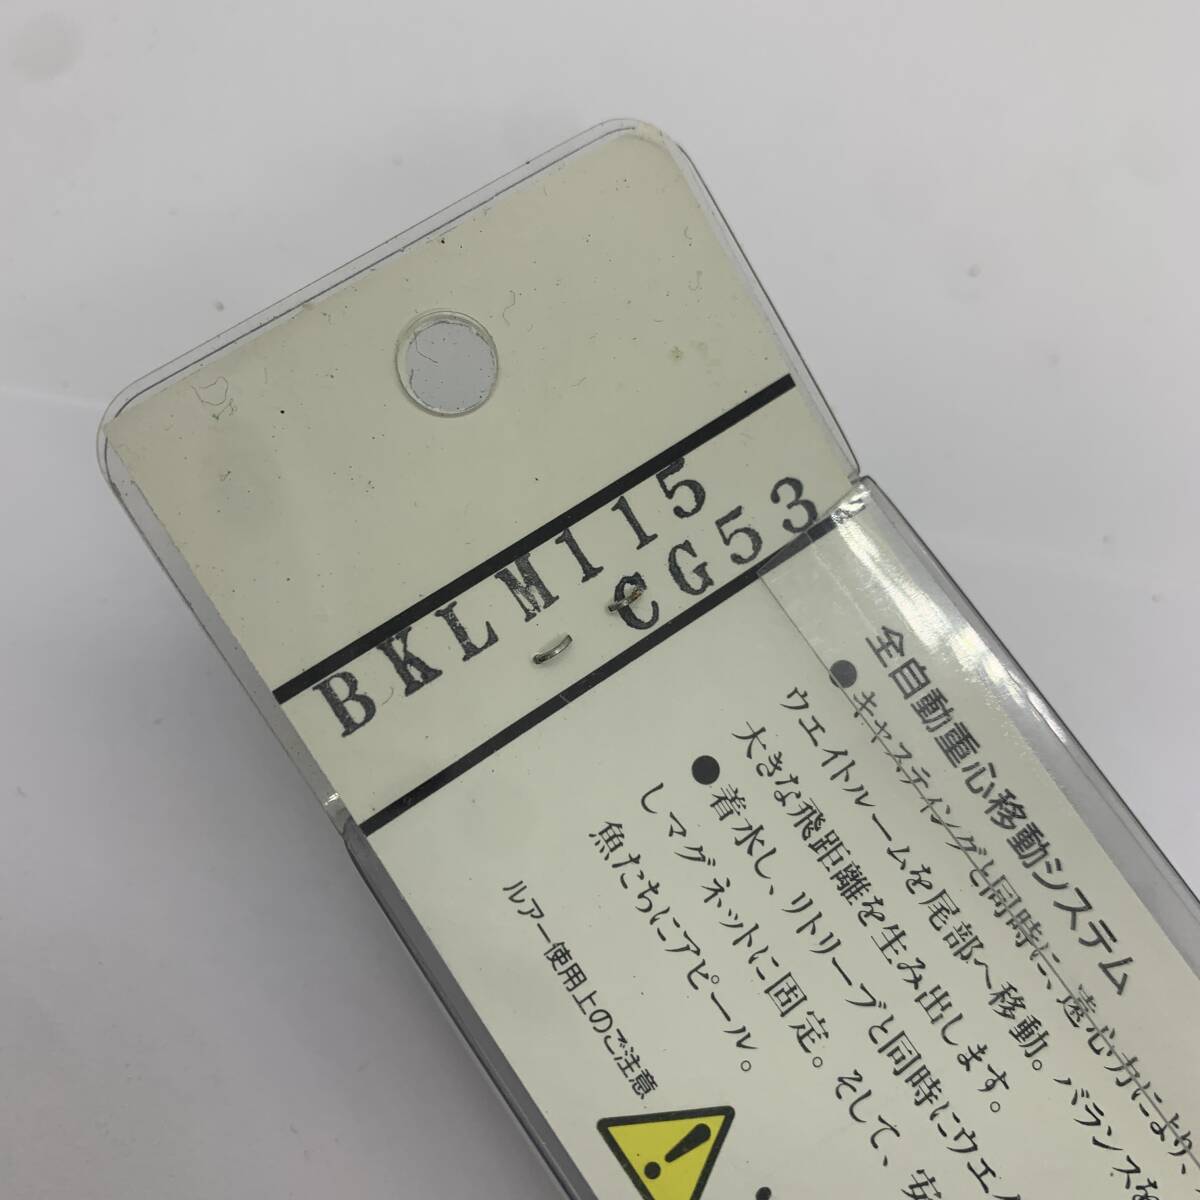 BKLM115
-CG53
全自動重心移動システム
●キャスティングと同時に、遠心力により、
ウエイトルームを尾部へ移動。バランスを
大きな飛距離を生み出します。
●着水し、リトリーブと同時にウエイ
しマグネットに固定。そして、安
魚たちにアピール。
ルアー使用上のご注意